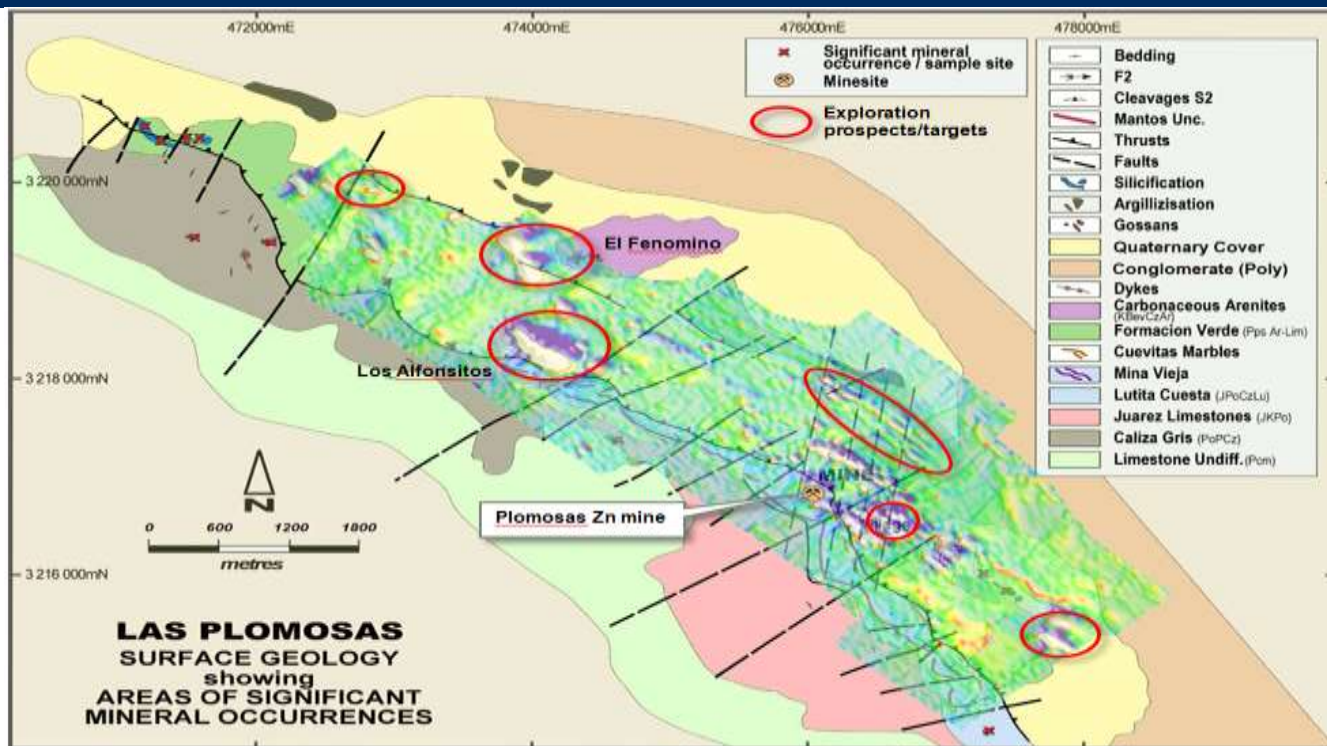 472000mE
474000mE
476000mE
478000mE
3 220 000mN
3 218 000mN
3 216 000mN
Significant mineral
occurrence / sample site
Minesite
Exploration
prospects/targets
Bedding
F2
Cleavages S2
Mantos Unc.
Thrusts
Faults
Silicification
Argillizisation
Gossans
Quaternary Cover
Conglomerate (Poly)
Dykes
Carbonaceous Arenites
(KBevCzAr)
Formacion Verde (Pps Ar-Lim)
Cuevitas Marbles
Mina Vieja
Lutita Cuesta (JPoCzLu)
Juarez Limestones (JKPo)
Caliza Gris (PoPCz)
Limestone Undiff.(Pcm)
El Fenomino
Los Alfonsitos
MINE
Plomosas Zn mine
N
0 600 1200 1800
metres
LAS PLOMOSAS
SURFACE GEOLOGY
showing
AREAS OF SIGNIFICANT
MINERAL OCCURRENCES